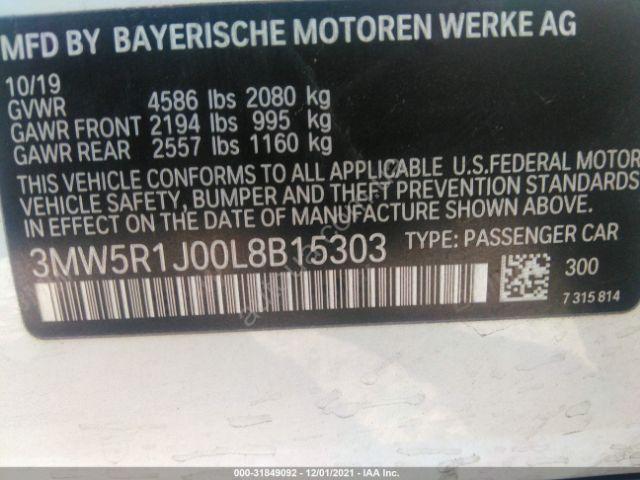 MFD BY BAYERISCHE MOTOREN WERKE AG
10/19
GVWR 4586 lbs 2080 kg
GAWR FRONT 2194 lbs 995 kg
GAWR REAR 2557 lbs 1160 kg
THIS VEHICLE CONFORMS TO ALL APPLICABLE U.S.FEDERAL MOTOR
VEHICLE SAFETY, BUMPER AND THEFT PREVENTION STANDARDS
IN EFFECT ON THE DATE OF MANUFACTURE SHOWN ABOVE.
3MW5R1J00L8B15303 TYPE: PASSENGER CAR
300
7 315 814
000-31849092 - 12/01/2021 - IAA Inc.